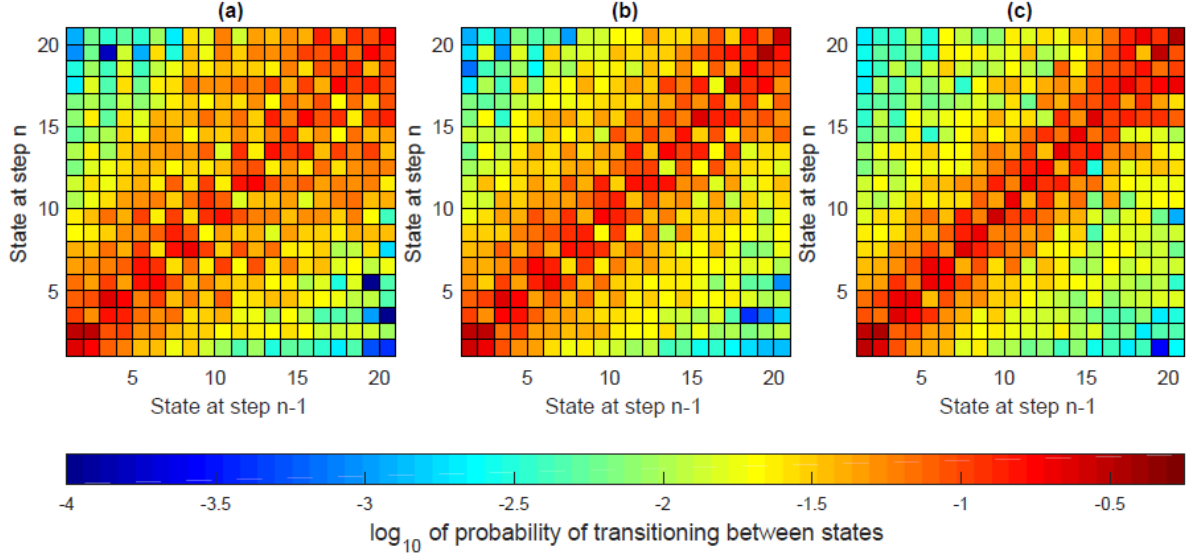 (a) (b) (c)
20 20 20
15 15 15
10 10 10
5 5 5
State at step n State at step n State at step n
5 10 15 20 5 10 15 20 5 10 15 20
State at step n-1 State at step n-1 State at step n-1
-4 -3.5 -3 -2.5 -2 -1.5 -1 -0.5
log10 of probability of transitioning between states